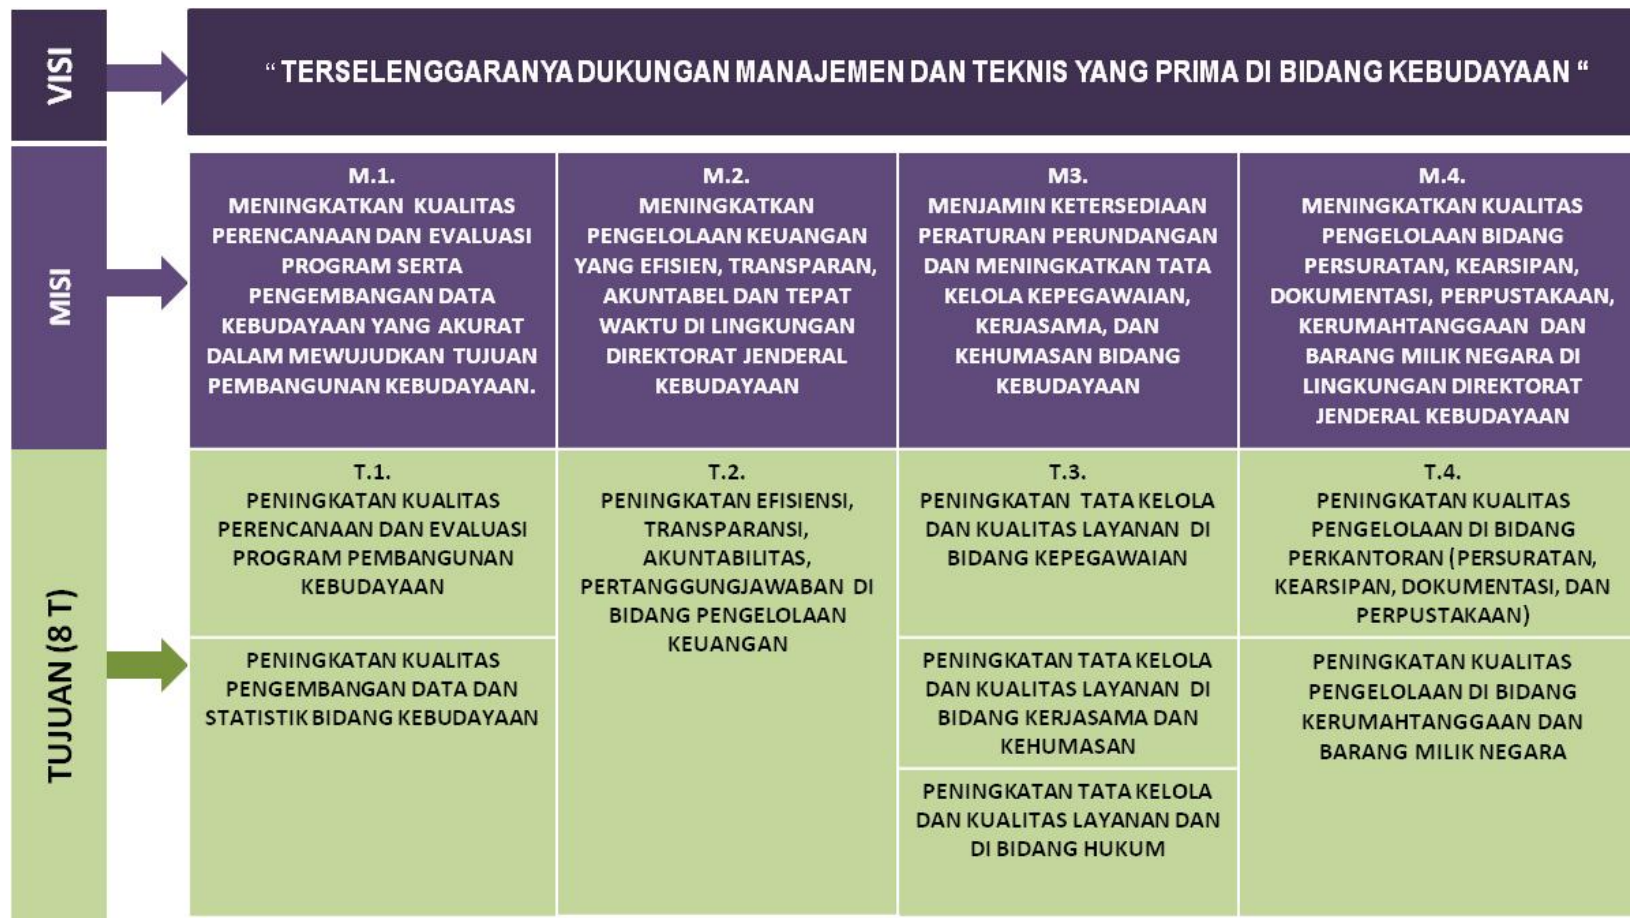 VISI
“ TERSELENGGARANYA DUKUNGAN MANAJEMEN DAN TEKNIS YANG PRIMA DI BIDANG KEBUDAYAAN “
MISI
M.1.
MENINGKATKAN KUALITAS
PERENCANAAN DAN EVALUASI
PROGRAM SERTA
PENGEMBANGAN DATA
KEBUDAYAAN YANG AKURAT
DALAM MEWUJUDKAN TUJUAN
PEMBANGUNAN KEBUDAYAAN.
M.2.
MENINGKATKAN
PENGELOLAAN KEUANGAN
YANG EFISIEN, TRANSPARAN,
AKUNTABEL DAN TEPAT
WAKTU DI LINGKUNGAN
DIREKTORAT JENDERAL
KEBUDAYAAN
M3.
MENJAMIN KETERSEDIAAN
PERATURAN PERUNDANGAN
DAN MENINGKATKAN TATA
KELOLA KEPEGAWAIAN,
KERJASAMA, DAN
KEHUMASAN BIDANG
KEBUDAYAAN
M.4.
MENINGKATKAN KUALITAS
PENGELOLAAN BIDANG
PERSURATAN, KEARSIPAN,
DOKUMENTASI, PERPUSTAKAAN,
KERUMAHTANGGAAN DAN
BARANG MILIK NEGARA DI
LINGKUNGAN DIREKTORAT
JENDERAL KEBUDAYAAN
TUJUAN (8 T)
T.1.
PENINGKATAN KUALITAS
PERENCANAAN DAN EVALUASI
PROGRAM PEMBANGUNAN
KEBUDAYAAN
PENINGKATAN KUALITAS
PENGEMBANGAN DATA DAN
STATISTIK BIDANG KEBUDAYAAN
T.2.
PENINGKATAN EFISIENSI,
TRANSPARANSI,
AKUNTABILITAS,
PERTANGGUNGJAWABAN DI
BIDANG PENGELOLAAN
KEUANGAN
T.3.
PENINGKATAN TATA KELOLA
DAN KUALITAS LAYANAN DI
BIDANG KEPEGAWAIAN
PENINGKATAN TATA KELOLA
DAN KUALITAS LAYANAN DI
BIDANG KERJASAMA DAN
KEHUMASAN
PENINGKATAN TATA KELOLA
DAN KUALITAS LAYANAN DAN
DI BIDANG HUKUM
T.4.
PENINGKATAN KUALITAS
PENGELOLAAN DI BIDANG
PERKANTORAN (PERSURATAN,
KEARSIPAN, DOKUMENTASI, DAN
PERPUSTAKAAN)
PENINGKATAN KUALITAS
PENGELOLAAN DI BIDANG
KERUMAHTANGGAAN DAN
BARANG MILIK NEGARA